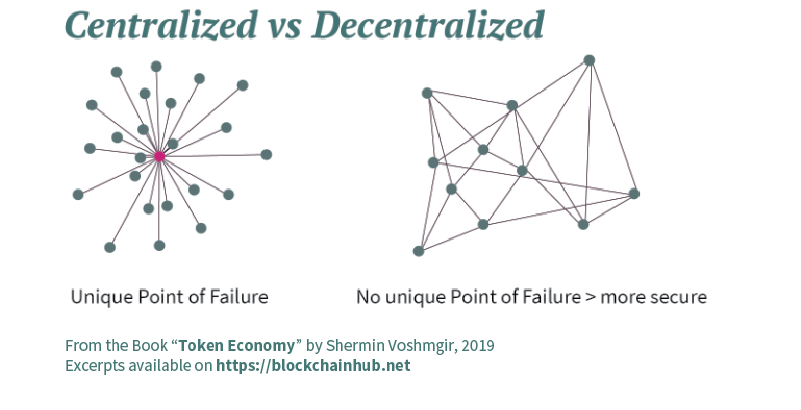 Centralized vs Decentralized
Unique Point of Failure
No unique Point of Failure > more secure
From the Book “Token Economy” by Shermin Voshmgir, 2019
Excerpts available on https://blockchainhub.net